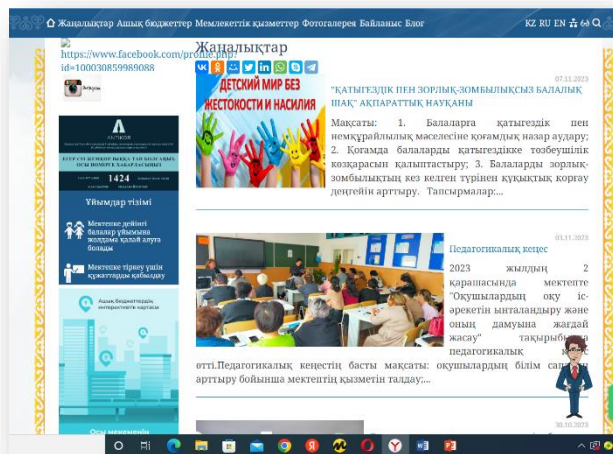 Жаңалықтар Ашық бюджеттер Мемлекеттік қызметтер Фотогалерея Байланыс Блог
KZ RU EN
https://www.facebook.com/profile.php?
id=100030859989088
Жаңалықтар
ДЕТСКИЙ МИР БЕЗ
ЖЕСТОКОСТИ И НАСИЛИЯ
07.11.2023
"ҚАТЫГЕЗДІК ПЕН ЗОРЛЫҚ-ЗОМБЫЛЫҚСЫЗ БАЛАЛЫҚ
ШАҚ" АҚПАРАТТЫҚ НАУҚАНЫ
Мақсаты: 1. Балаларға қатыгездік пен
немқұрайлылық мәселесіне қоғамдық назар аудару;
2. Қоғамда балаларды қатыгездікке төзбеушілік
көзқарасын қалыптастыру; 3. Балаларды зорлық-
зомбылықтың кез келген түрінен құқықтық қорғау
деңгейін арттыру. Тапсырмалар:...
1424
Ұйымдар тізімі
Мектепке дейінгі
балалар ұйымына
жолдама қалай алуға
болады
Мектепке тіркеу үшін
құжаттарды қабылдау
Ашық бюджеттердің
интерактивтік картасы
03.11.2023
Педагогикалық кеңес
2023 жылдың 2
қарашасында мектепте
"Оқушылардың оқу іс-
әрекетін ынталандыру және
оның дамуына жағдай
жасау"
педагогикалық
өтті.Педагогикалық кеңестің басты мақсаты: оқушылардың білім
арттыру бойынша мектептің қызметін талдау;...
30.10.2023